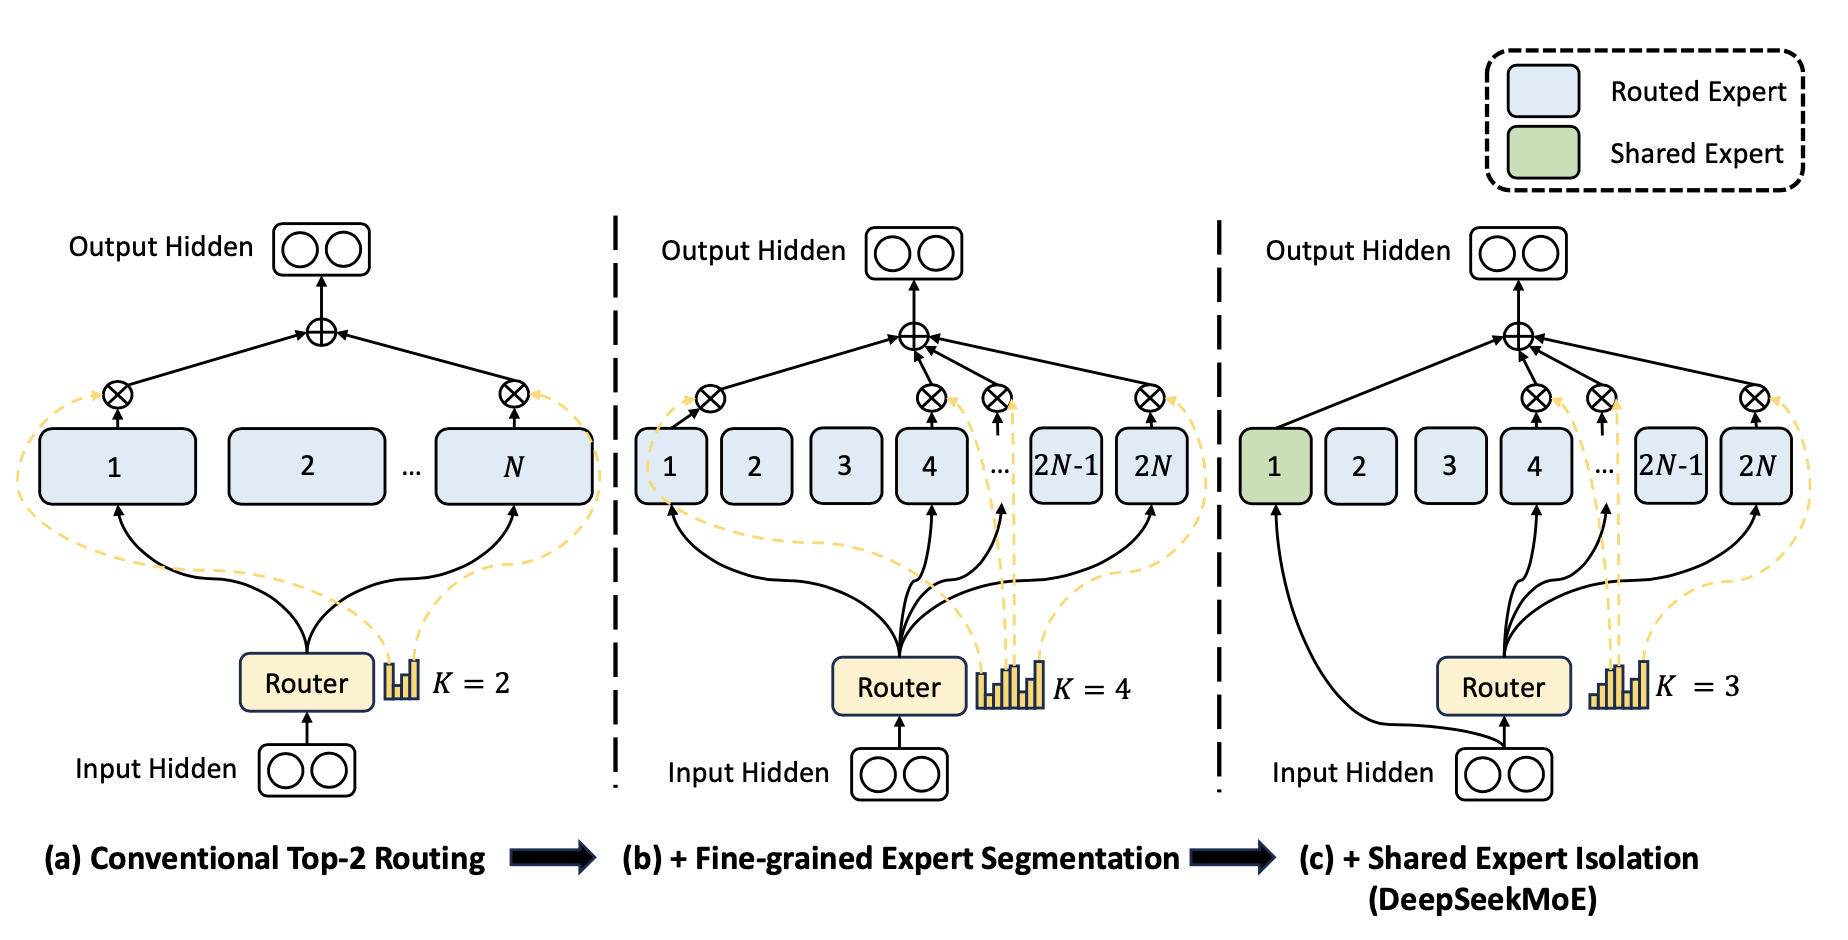 Routed Expert
Shared Expert
Output Hidden
1
2
...
N
Router
K = 2
Input Hidden
(a) Conventional Top-2 Routing
Output Hidden
1
2
3
4
...
2N-1
2N
Router
K = 4
Input Hidden
(b) + Fine-grained Expert Segmentation
Output Hidden
1
2
3
4
...
2N-1
2N
Router
K = 3
Input Hidden
(c) + Shared Expert Isolation
(DeepSeekMoE)